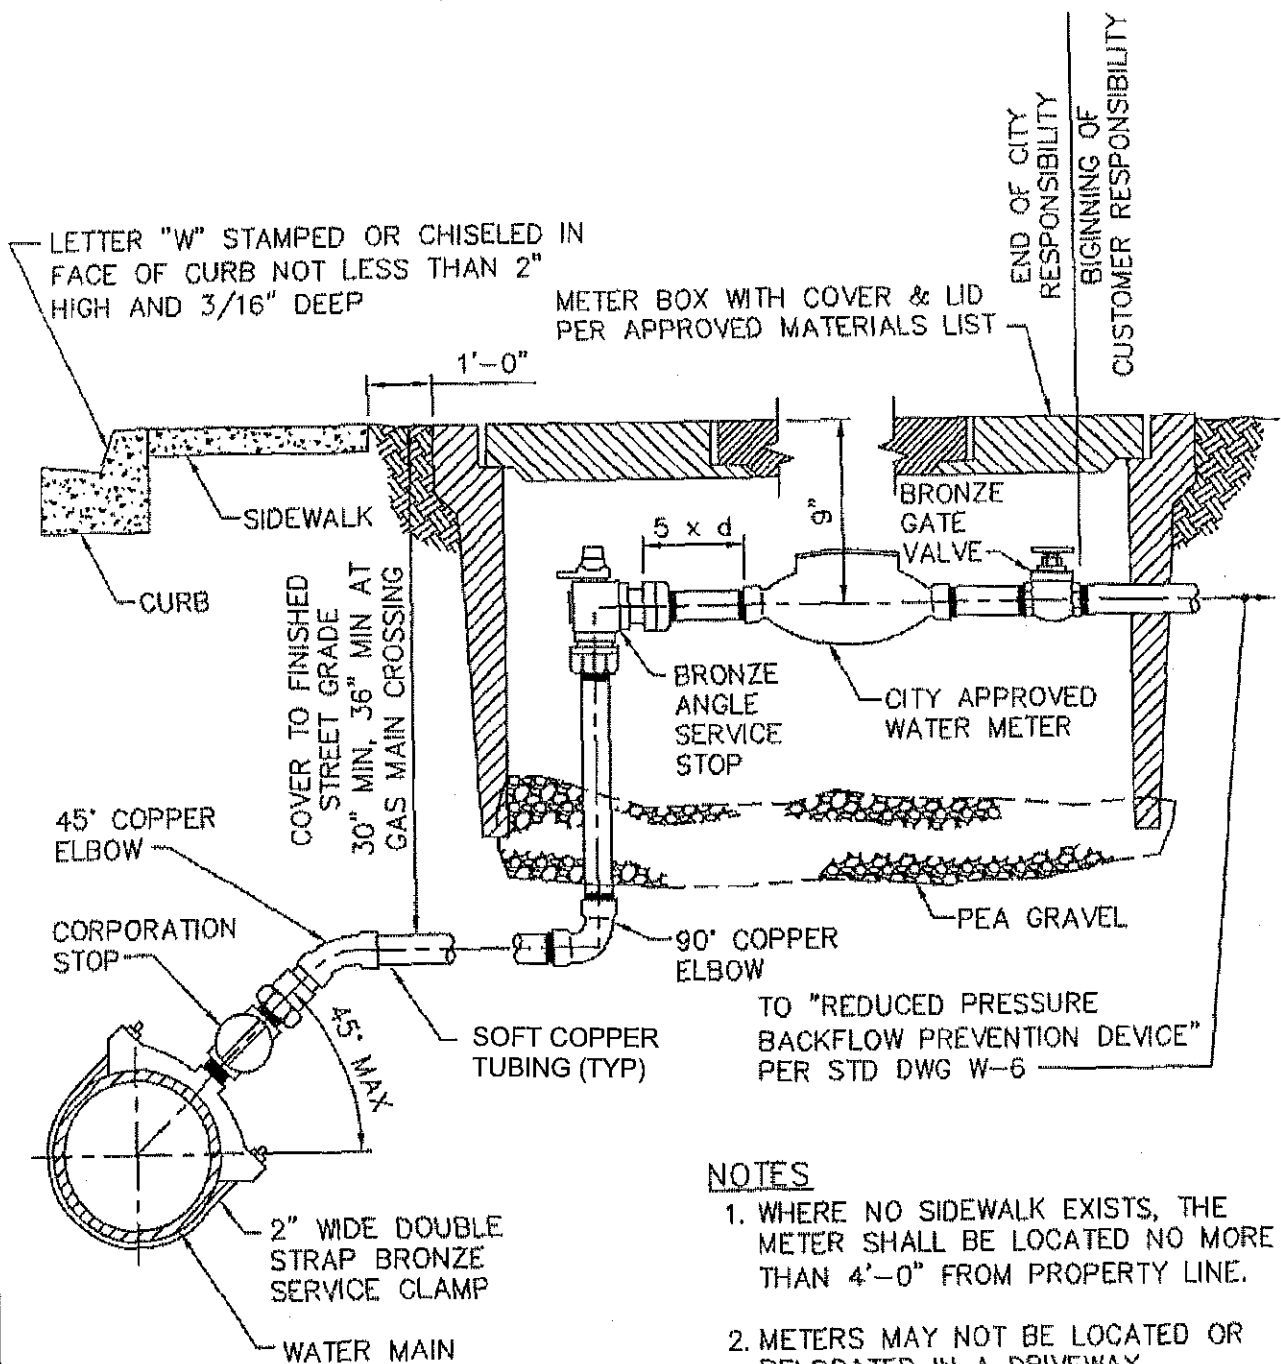 END OF CITY
RESPONSIBILITY
BIGINNING OF
CUSTOMER RESPONSIBILITY
LETTER "W" STAMPED OR CHISELED IN
FACE OF CURB NOT LESS THAN 2"
HIGH AND 3/16" DEEP
METER BOX WITH COVER & LID
PER APPROVED MATERIALS LIST
1'-0"
SIDEWALK
CURB
COVER TO FINISHED
STREET GRADE
30" MIN, 36" MIN AT
GAS MAIN CROSSING
5 x d
9"
BRONZE
GATE
VALVE
BRONZE
ANGLE
SERVICE
STOP
CITY APPROVED
WATER METER
45° COPPER
ELBOW
CORPORATION
STOP
PEA GRAVEL
90° COPPER
ELBOW
45° MAX
SOFT COPPER
TUBING (TYP)
TO "REDUCED PRESSURE
BACKFLOW PREVENTION DEVICE"
PER STD DWG W-6
2" WIDE DOUBLE
STRAP BRONZE
SERVICE CLAMP
WATER MAIN
NOTES
1. WHERE NO SIDEWALK EXISTS, THE
METER SHALL BE LOCATED NO MORE
THAN 4'-0" FROM PROPERTY LINE.
2. METERS MAY NOT BE LOCATED OR
RELOCATED IN A DRIVEWAY